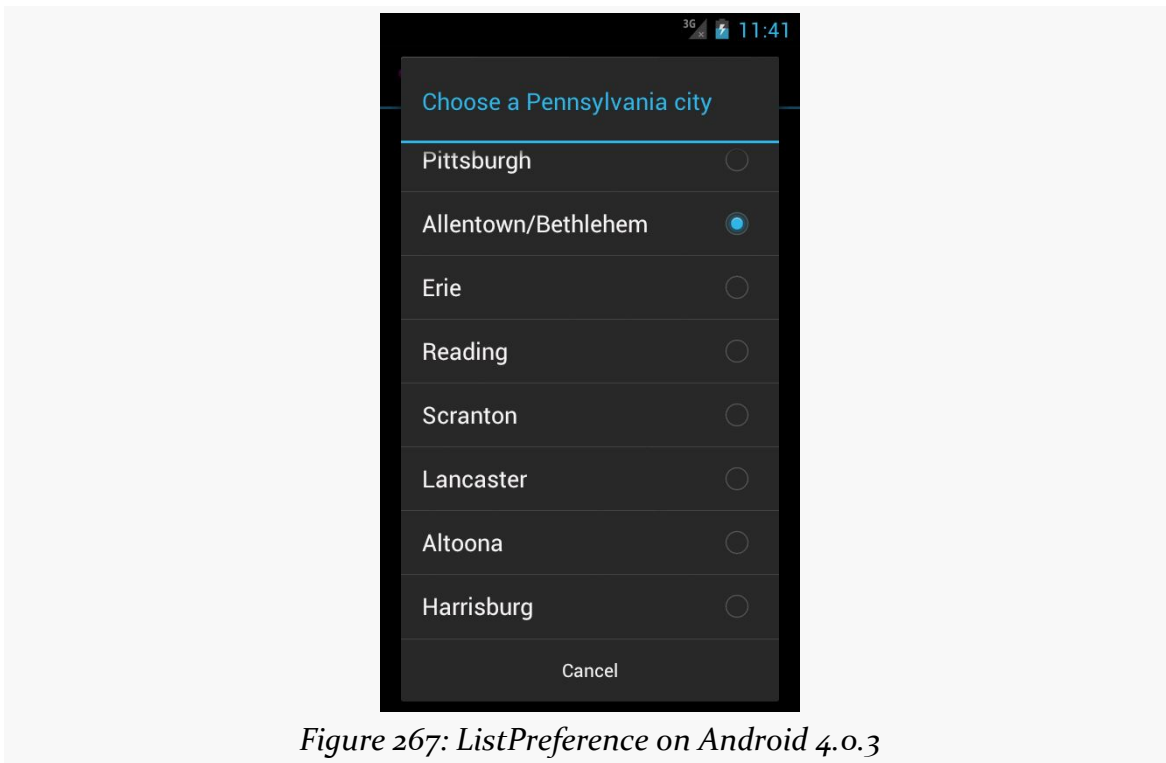 3G 11:41
Choose a Pennsylvania city
Pittsburgh
Allentown/Bethlehem
Erie
Reading
Scranton
Lancaster
Altoona
Harrisburg
Cancel
Figure 267: ListPreference on Android 4.0.3